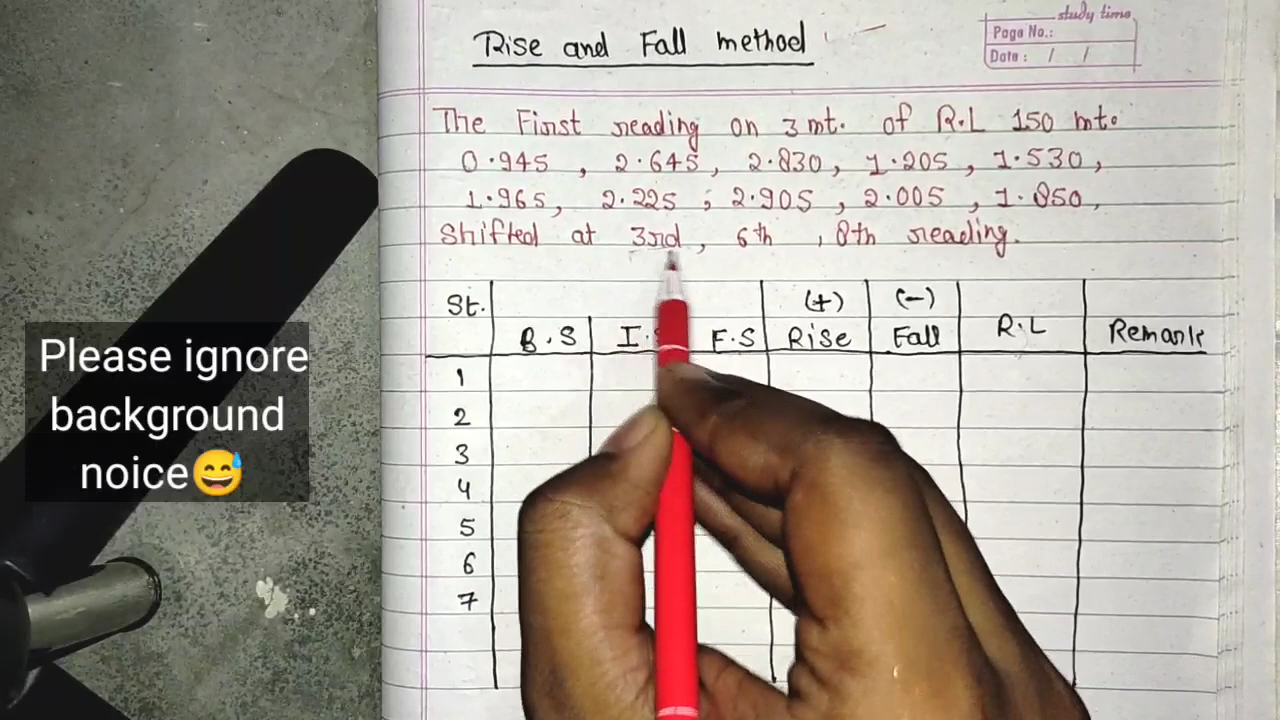 study time
Page No.:
Date : / /
Rise and Fall method
The First reading on 3 mt. of R.L 150 mt.
0.945 , 2.645 , 2.830 , 1.205 , 1.530 ,
1.965 , 2.225 , 2.905 , 2.005 , 1.850 ,
Shifted at 3rd , 6th , 8th reading.
St. B.S F.S (+) Rise (-) Fall R.L Remark
1
2
3
4
5
6
7
Please ignore
background
noice😅